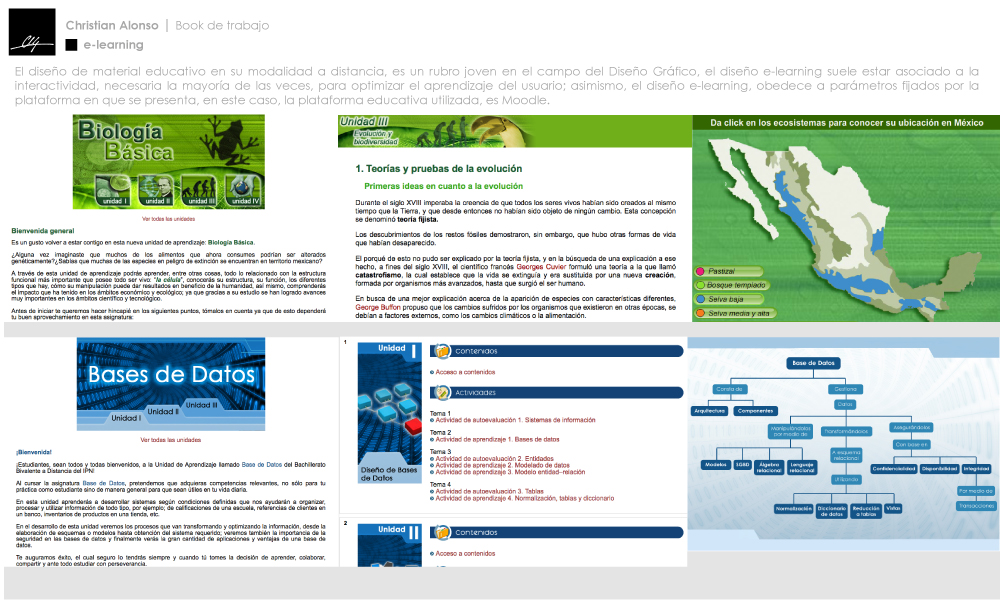 Christian Alonso | Book de trabajo
e-learning
El diseño de material educativo en su modalidad a distancia, es un rubro joven en el campo del Diseño Gráfico, el diseño e-learning suele estar asociado a la
interactividad, necesaria la mayoría de las veces, para optimizar el aprendizaje del usuario; asimismo, el diseño e-learning, obedece a parámetros fijados por la
plataforma en que se presenta, en este caso, la plataforma educativa utilizada, es Moodle.
Biología
Básica
unidad I
unidad II
unidad III
unidad IV
Ver todas las unidades
Bienvenida general
Es un gusto volver a estar contigo en esta nueva unidad de aprendizaje: Biología Básica.
¿Alguna vez imaginaste que muchos de los alimentos que ahora consumes podrían ser alterados
genéticamente?¿Sabías que muchas de las especies en peligro de extinción se encuentran en territorio mexicano?
A través de esta unidad de aprendizaje podrás aprender, entre otras cosas, todo lo relacionado con la estructura
funcional más importante que posee todo ser vivo: "la célula", conocerás su estructura, su función, los diferentes
tipos que hay, cómo su manipulación puede dar resultados en beneficio de la humanidad, así mismo, comprenderás
el impacto que ha tenido en los ámbitos económico y ecológico; ya que gracias a su estudio se han logrado avances
muy importantes en los ámbitos científico y tecnológico.
Antes de iniciar te queremos hacer hincapié en los siguientes puntos, tómalos en cuenta ya que de esto dependerá
tu buen aprovechamiento en esta asignatura:
Unidad III
Evolución y
biodiversidad
1. Teorías y pruebas de la evolución
Primeras ideas en cuanto a la evolución
Durante el siglo XVIII imperaba la creencia de que todos los seres vivos habían sido creados al mismo
tiempo que la Tierra, y que desde entonces no habían sido objeto de ningún cambio. Esta concepción
se denominó teoría fijista.
Los descubrimientos de los restos fósiles demostraron, sin embargo, que hubo otras formas de vida
que habían desaparecido.
El porqué de esto no pudo ser explicado por la teoría fijista, y en la búsqueda de una explicación a ese
hecho, a fines del siglo XVIII, el científico francés Georges Cuvier formuló una teoría a la que llamó
catastrofismo, la cual establece que la vida se extinguía y era sustituida por una nueva creación,
formada por organismos más avanzados, hasta que surgió el ser humano.
En busca de una mejor explicación acerca de la aparición de especies con características diferentes,
George Buffon propuso que los cambios sufridos por los organismos que existieron en otras épocas, se
debían a factores externos, como los cambios climáticos o la alimentación.
Da click en los ecosistemas para conocer su ubicación en México
Pastizal
Bosque templado
Selva baja
Selva media y alta
Bases de Datos
Unidad I
Unidad II
Unidad III
Ver todas las unidades
¡Bienvenida!
¡Estudiantes, sean todos y todas bienvenidos, a la Unidad de Aprendizaje llamado Base de Datos del Bachillerato
Bivalente a Distancia del IPN!
Al cursar la asignatura Base de Datos, pretendemos que adquieras competencias relevantes, no sólo para tu
práctica como estudiante sino de manera general para que sean útiles en tu vida diaria.
En esta unidad aprenderás a desarrollar sistemas según condiciones definidas que nos ayudarán a organizar,
procesar y utilizar información de todo tipo, por ejemplo; de calificaciones de una escuela, referencias de clientes en
un banco, inventarios de productos en una tienda, etc.
En el desarrollo de esta unidad veremos los procesos que van transformando y optimizando la información, desde la
elaboración de esquemas o modelos hasta obtención del sistema requerido; veremos también la importancia de la
seguridad en las bases de datos y finalmente verás la gran cantidad de aplicaciones y ventajas de una base de
datos.
Te auguramos éxito, el cual seguro lo tendrás siempre y cuando tú tomes la decisión de aprender, colaborar,
compartir y ante todo estudiar con perseverancia.
1
Unidad I
Diseño de Bases
de Datos
Contenidos
Acceso a contenidos
Actividades
Tema 1
Actividad de autoevaluación 1. Sistemas de información
Tema 2
Actividad de aprendizaje 1. Bases de datos
Tema 3
Actividad de autoevaluación 2. Entidades
Actividad de aprendizaje 2. Modelado de datos
Actividad de aprendizaje 3. Modelo entidad-relación
Tema 4
Actividad de autoevaluación 3. Tablas
Actividad de aprendizaje 4. Normalización, tablas y diccionario
2
Unidad II
Contenidos
Acceso a contenidos
Base de Datos
Consta de
Gestiona
Arquitectura
Componentes
Datos
Manipulándolos
por medio de
Transformándolos
Asegurándolos
Modelos
SGBD
Álgebra
relacional
Lenguaje
relacional
A esquema
relacional
Con base en
Utilizando
Confidencialidad
Disponibilidad
Integridad
Normalización
Diccionario
de datos
Reducción
a tablas
Vistas
Por medio de
Transacciones